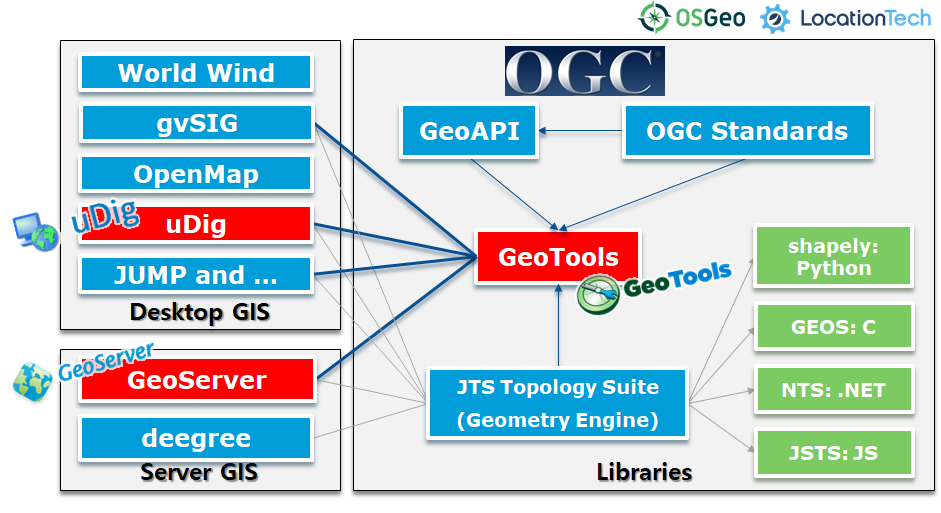 OSGeo
LocationTech
World Wind
gvSIG
OpenMap
uDig
uDig
JUMP and ...
Desktop GIS
GeoServer
GeoServer
deegree
Server GIS
OGC
GeoAPI
OGC Standards
GeoTools
GeoTools
JTS Topology Suite
(Geometry Engine)
shapely:
Python
GEOS: C
NTS: .NET
JSTS: JS
Libraries